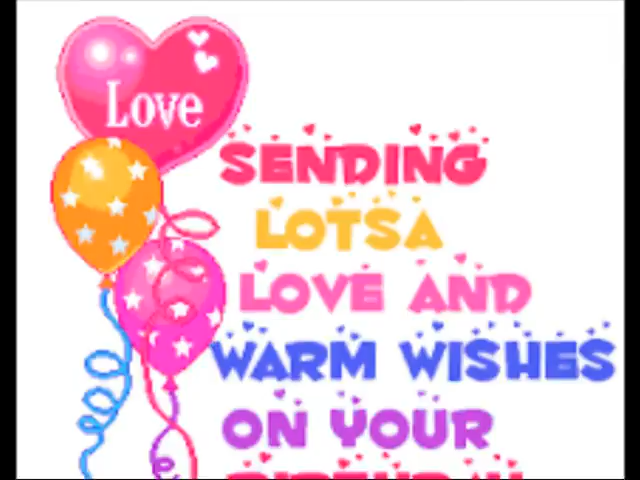 Love
SENDING
LOTSA
LOVE AND
WARM WISHES
ON YOUR